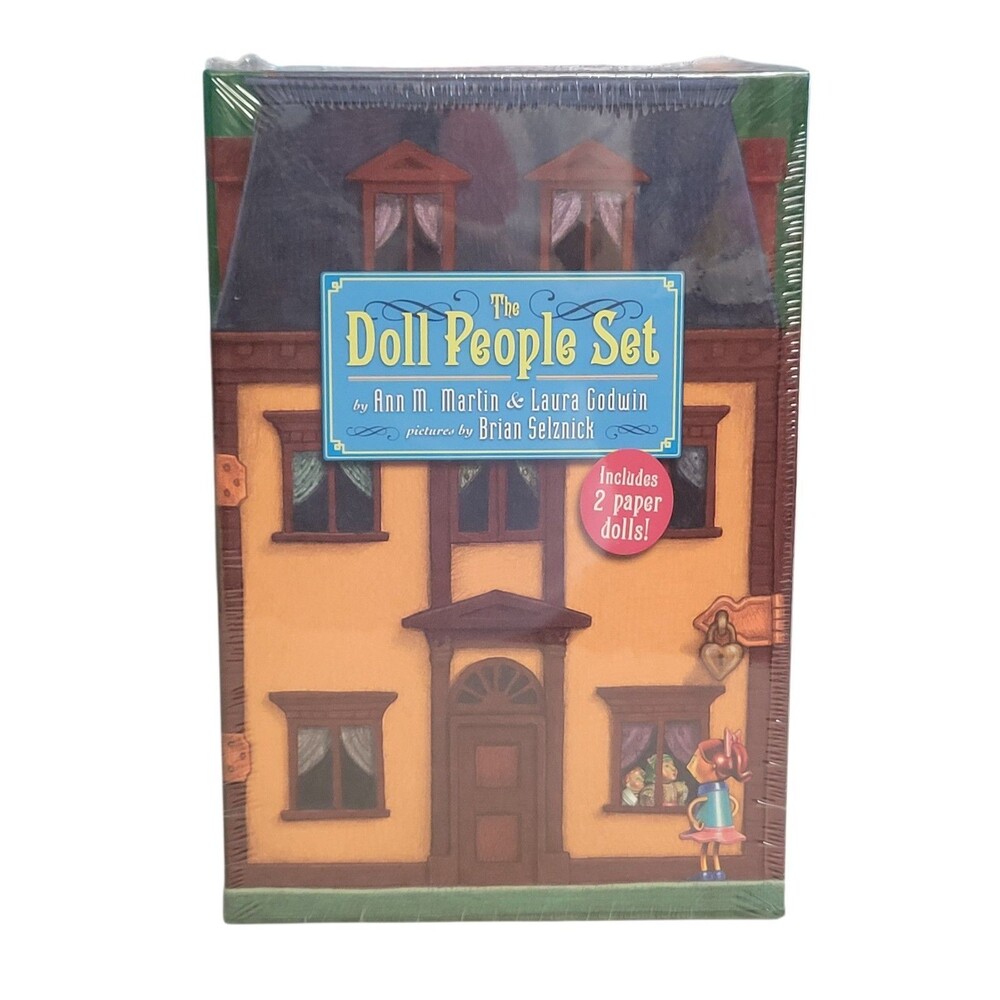 The
Doll People Set
by Ann M. Martin & Laura Godwin
pictures by Brian Selznick
Includes
2 paper
dolls!